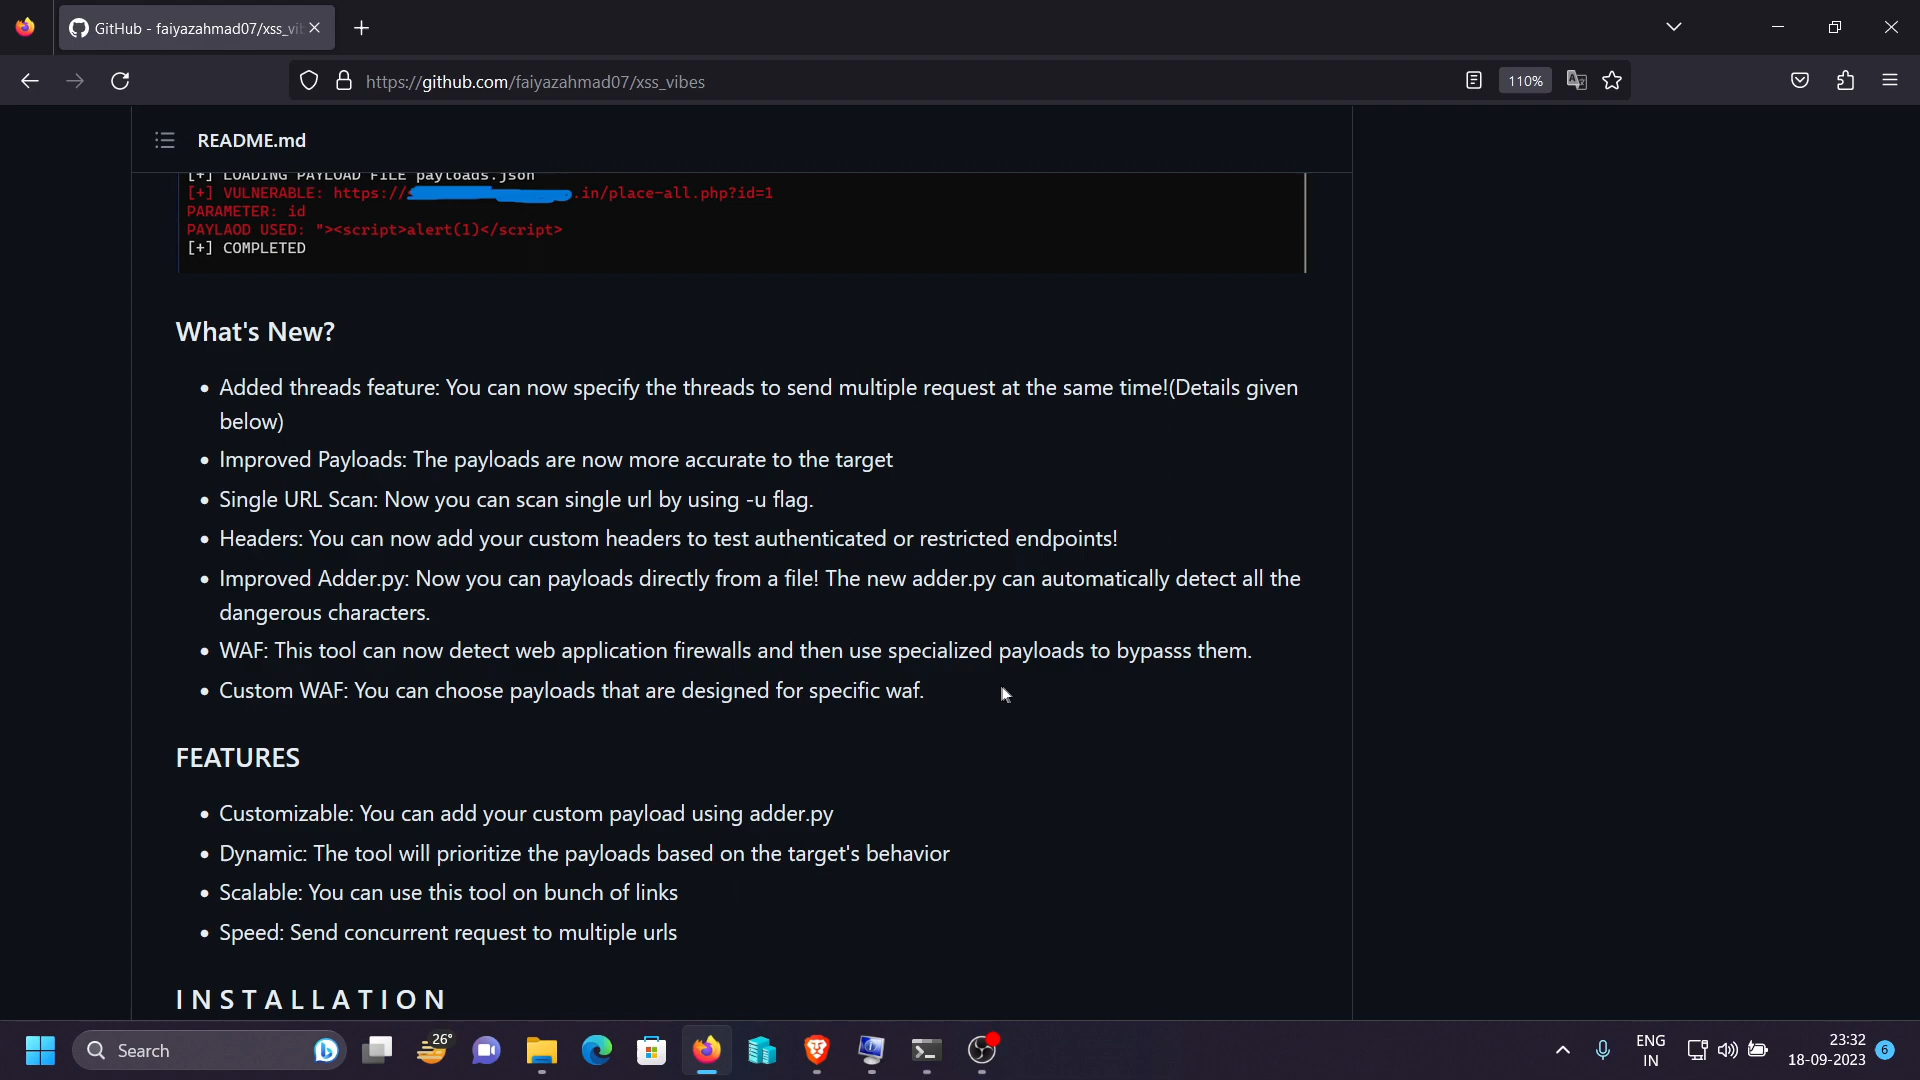 GitHub - faiyazahmad07/xss_vi
https://github.com/faiyazahmad07/xss_vibes
110%
README.md
[+] LOADING PAYLOAD FILE payloads.json
[+] VULNERABLE: https://
.in/place-all.php?id=1
PARAMETER: id
PAYLAOD USED: "><script>alert(1)</script>
[+] COMPLETED
What's New?
• Added threads feature: You can now specify the threads to send multiple request at the same time!(Details given
below)
• Improved Payloads: The payloads are now more accurate to the target
• Single URL Scan: Now you can scan single url by using -u flag.
• Headers: You can now add your custom headers to test authenticated or restricted endpoints!
• Improved Adder.py: Now you can payloads directly from a file! The new adder.py can automatically detect all the
dangerous characters.
• WAF: This tool can now detect web application firewalls and then use specialized payloads to bypasss them.
• Custom WAF: You can choose payloads that are designed for specific waf.
FEATURES
• Customizable: You can add your custom payload using adder.py
• Dynamic: The tool will prioritize the payloads based on the target's behavior
• Scalable: You can use this tool on bunch of links
• Speed: Send concurrent request to multiple urls
I N S T A L L A T I O N
Search
26°
ENG
IN
23:32
18-09-2023
6